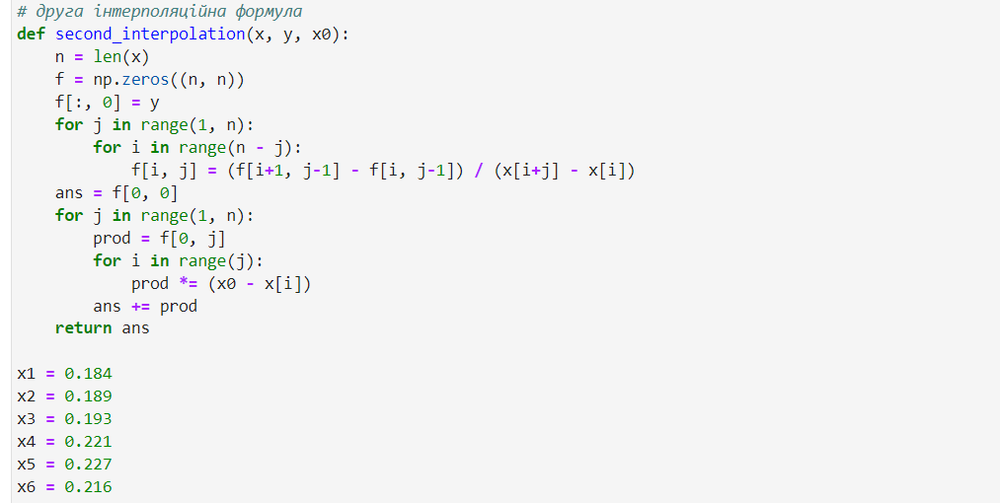 # друга інтерполяційна формула
def second_interpolation(x, y, x0):
    n = len(x)
    f = np.zeros((n, n))
    f[:, 0] = y
    for j in range(1, n):
        for i in range(n - j):
            f[i, j] = (f[i+1, j-1] - f[i, j-1]) / (x[i+j] - x[i])
    ans = f[0, 0]
    for j in range(1, n):
        prod = f[0, j]
        for i in range(j):
            prod *= (x0 - x[i])
        ans += prod
    return ans

x1 = 0.184
x2 = 0.189
x3 = 0.193
x4 = 0.221
x5 = 0.227
x6 = 0.216